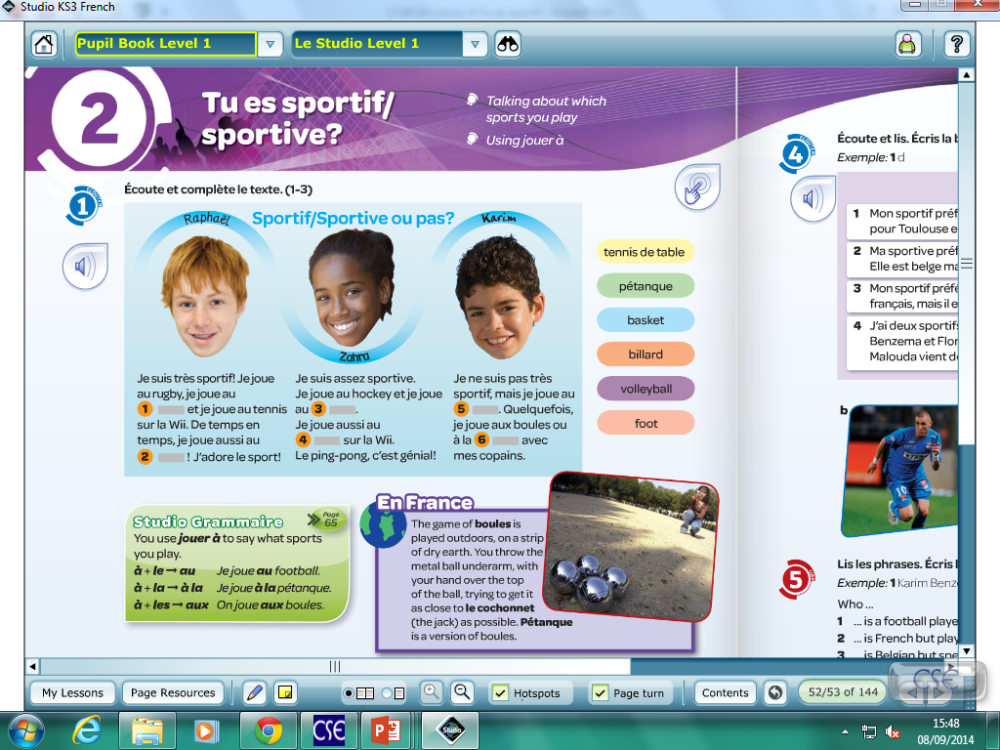 Studio KS3 French
Pupil Book Level 1
Le Studio Level 1
?
2
Tu es sportif/
sportive?
Talking about which
sports you play
Using jouer à
1
Écoute et complète le texte. (1-3)
Sportif/Sportive ou pas?
Raphaël
Zahra
Karim
Je suis très sportif! Je joue
au rugby, je joue au
1 et je joue au tennis
sur la Wii. De temps en
temps, je joue aussi au
2 ! J'adore le sport!
Je suis assez sportive.
Je joue au hockey et je joue
au 3 .
Je joue aussi au
4 sur la Wii.
Le ping-pong, c'est génial!
Je ne suis pas très
sportif, mais je joue au
5 . Quelquefois,
je joue aux boules ou
à la 6 avec
mes copains.
tennis de table
pétanque
basket
billard
volleyball
foot
Studio Grammaire
Page
65
You use jouer à to say what sports
you play.
à + le → au Je joue au football.
à + la → à la Je joue à la pétanque.
à + les → aux On joue aux boules.
En France
The game of boules is
played outdoors, on a strip
of dry earth. You throw the
metal ball underarm, with
your hand over the top
of the ball, trying to get it
as close to le cochonnet
(the jack) as possible. Pétanque
is a version of boules.
4
Écoute et lis. Écris la b
Exemple: 1 d
1 Mon sportif préf
pour Toulouse e
2 Ma sportive préf
Elle est belge ma
3 Mon sportif préfé
français, mais il e
4 J'ai deux sportifs
Benzema et Flor
Malouda vient de
b
10
5
Lis les phrases. Écris l
Exemple: 1 Karim Benz
Who ...
1 ... is a football playe
2 ... is French but play
3 ... is Belgian but spe
My Lessons
Page Resources
Hotspots
Page turn
Contents
52/53 of 144
CSE
CSE
Studio
15:48
08/09/2014